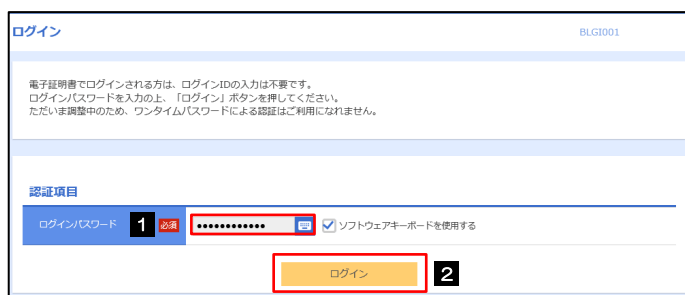 ログイン
BLGI001
電子証明書でログインされる方は、ログインIDの入力は不要です。
ログインパスワードを入力の上、「ログイン」ボタンを押してください。
ただいま調整中のため、ワンタイムパスワードによる認証はご利用になれません。
認証項目
ログインパスワード 1 必須 •••••••••••• ソフトウェアキーボードを使用する
ログイン 2